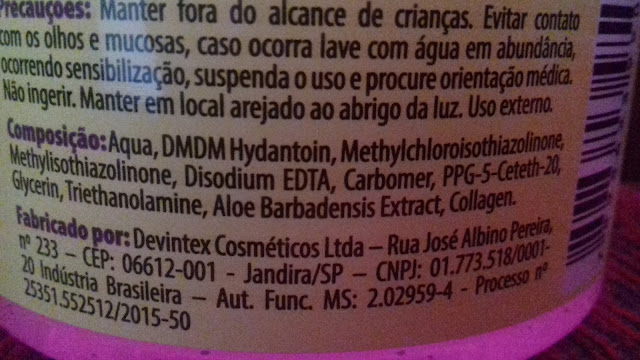 Precauções: Manter fora do alcance de crianças. Evitar contato
com os olhos e mucosas, caso ocorra lave com água em abundância,
ocorrendo sensibilização, suspenda o uso e procure orientação médica.
Não ingerir. Manter em local arejado ao abrigo da luz. Uso externo.
Composição: Aqua, DMDM Hydantoin, Methylchloroisothiazolinone,
Methylisothiazolinone, Disodium EDTA, Carbomer, PPG-5-Ceteth-20,
Glycerin, Triethanolamine, Aloe Barbadensis Extract, Collagen.
Fabricado por: Devintex Cosméticos Ltda – Rua José Albino Pereira,
nº 233 – CEP: 06612-001 - Jandira/SP – CNPJ: 01.773.518/0001-
20 Indústria Brasileira – Aut. Func. MS: 2.02959-4 - Processo nº
25351.552512/2015-50